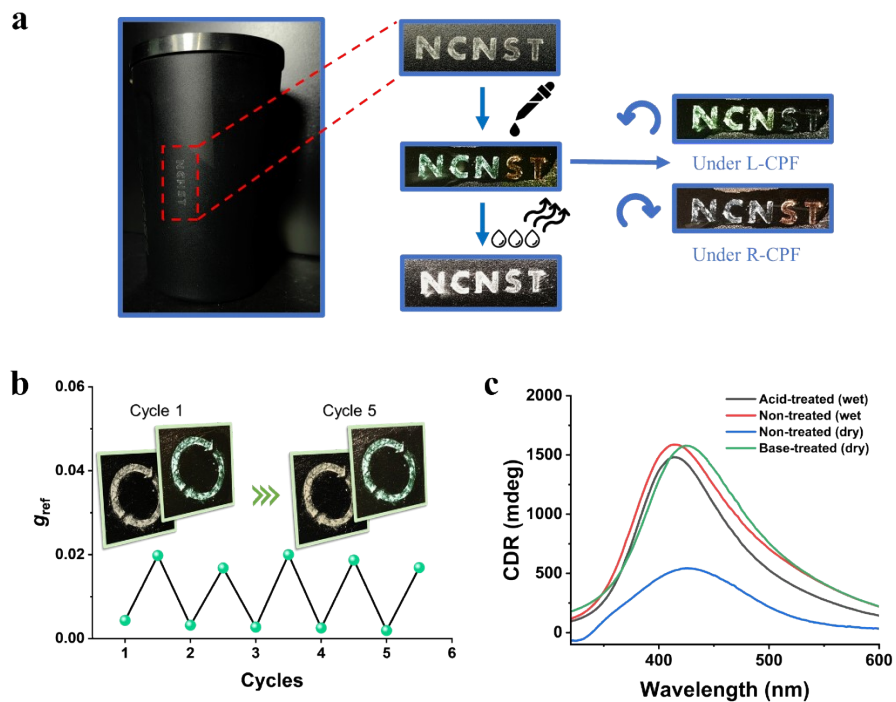 a
NCNST
NCNST
NCNST
NCNST
NCNST
Under L-CPF
NCNST
Under R-CPF
b
0.06
0.04
0.02
0.00
gref
Cycle 1
Cycle 5
1
2
3
4
5
6
Cycles
c
2000
1500
1000
500
0
CDR (mdeg)
Acid-treated (wet)
Non-treated (wet
Non-treated (dry)
Base-treated (dry)
400
500
600
Wavelength (nm)